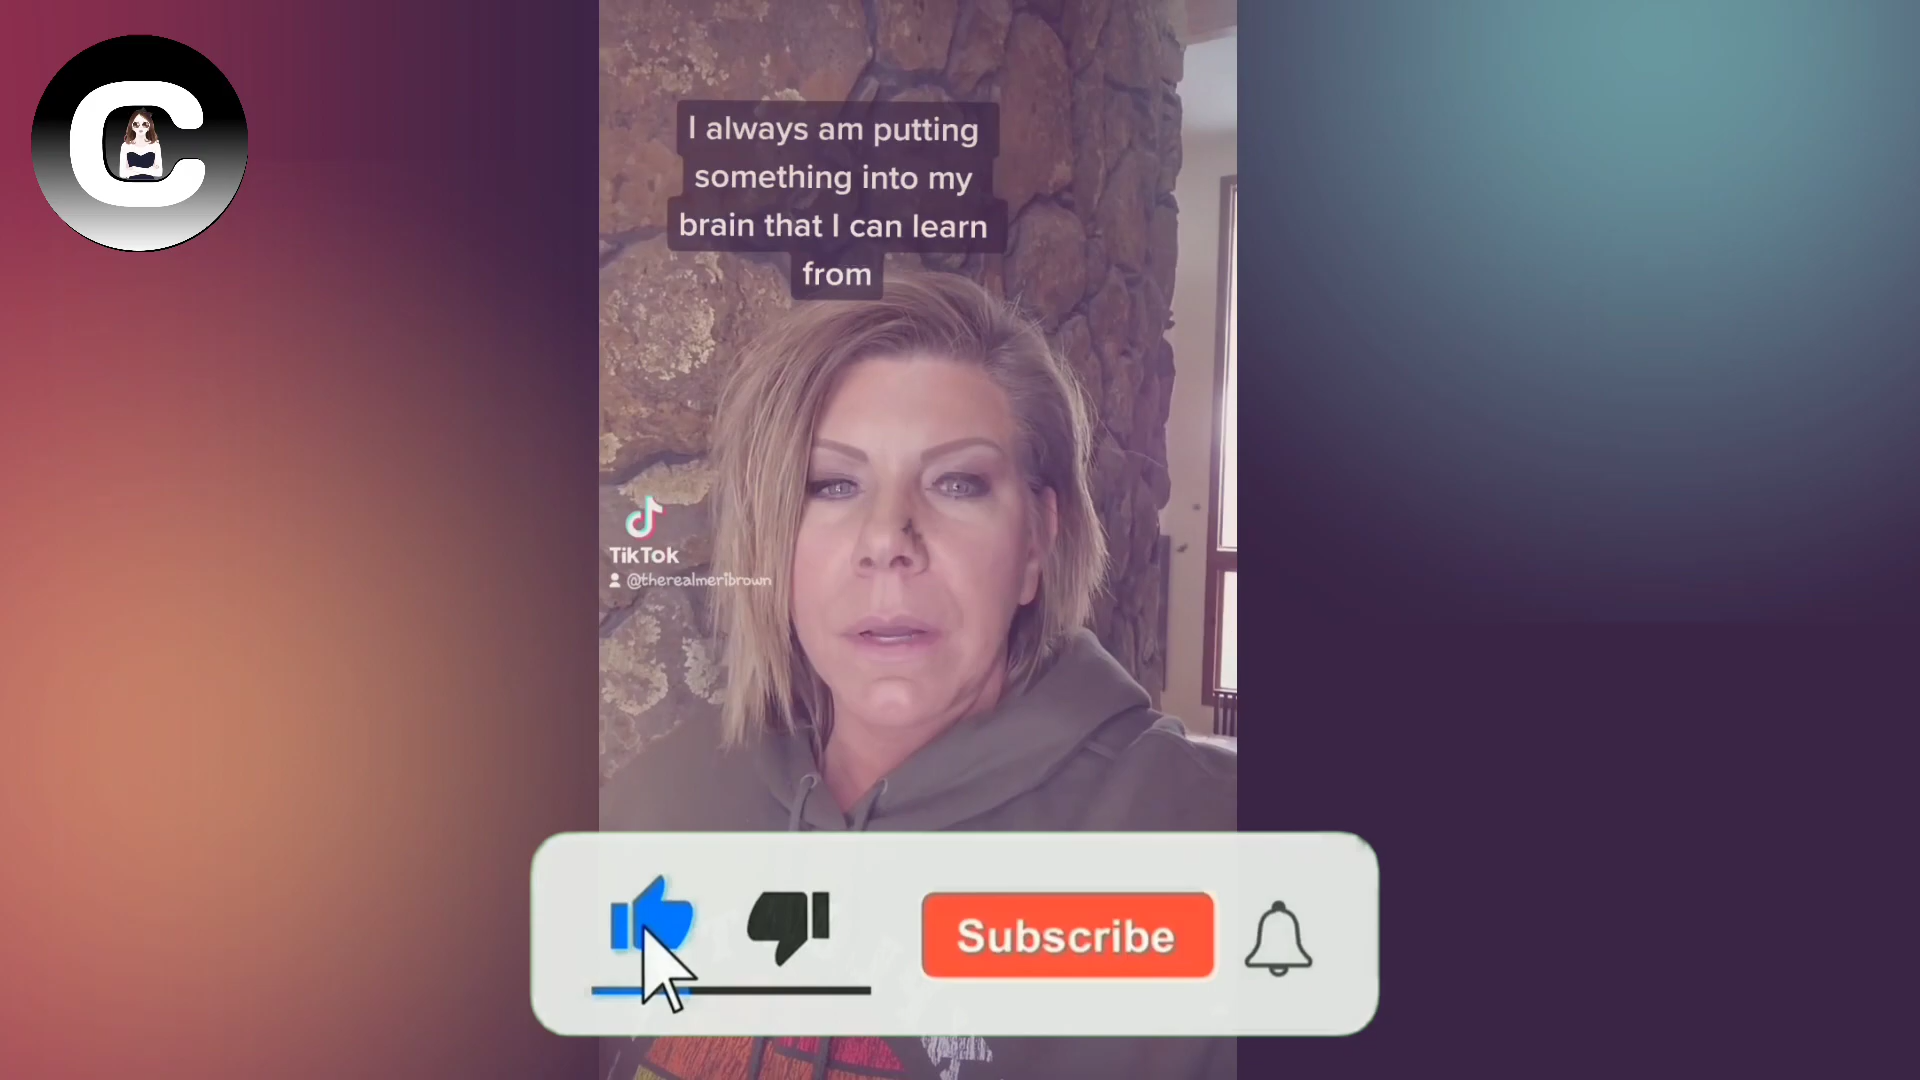 C
I always am putting
something into my
brain that I can learn
from
TikTok
@therealmeribrown
Subscribe